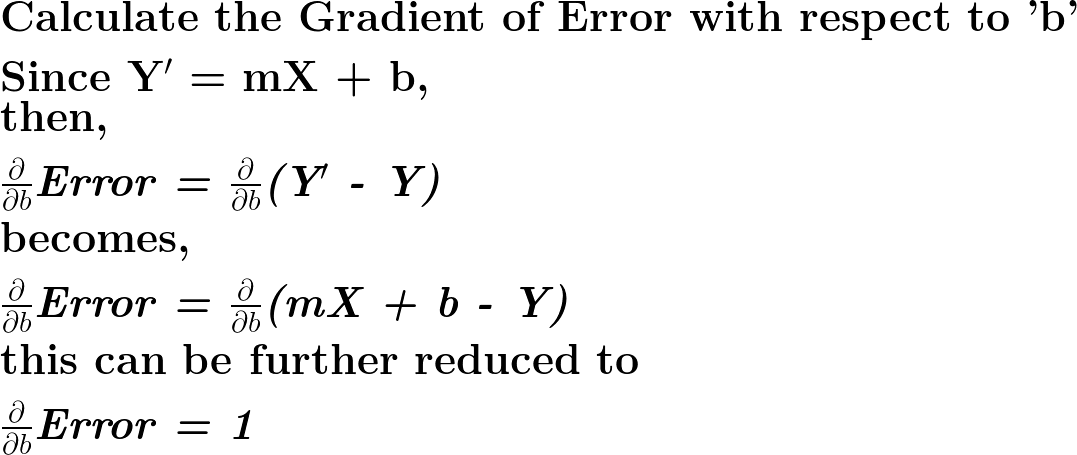 Calculate the Gradient of Error with respect to 'b'
Since Y′ = mX + b,
then,
∂/∂b Error = ∂/∂b (Y′ - Y)
becomes,
∂/∂b Error = ∂/∂b (mX + b - Y)
this can be further reduced to
∂/∂b Error = 1